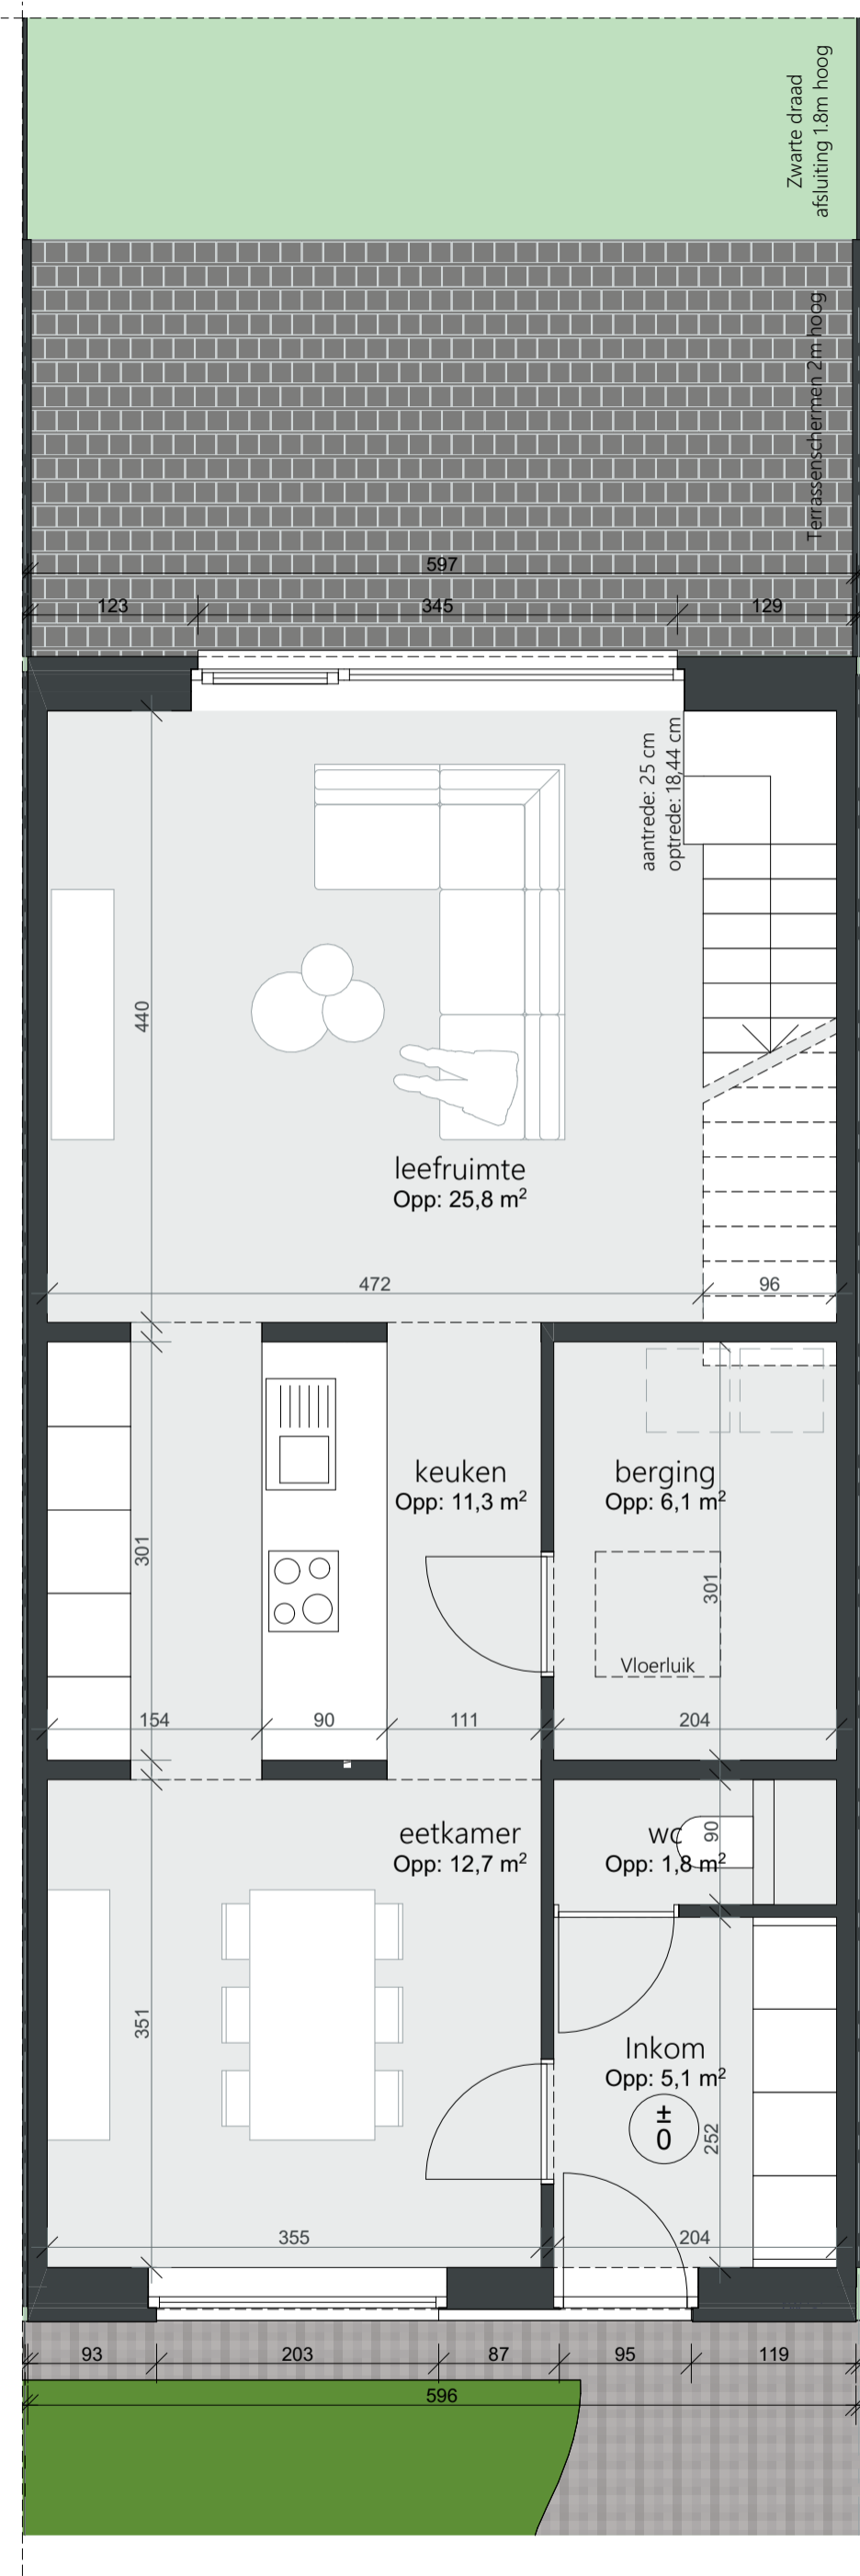 Zwarte draad
afsluiting 1.8m hoog
Terrassenschermen 2m hoog
597
123
345
129
aantrede: 25 cm
optrede: 18,44 cm
440
leefruimte
Opp: 25,8 m²
472
96
keuken
Opp: 11,3 m²
berging
Opp: 6,1 m²
301
301
Vloerluik
154
90
111
204
eetkamer
Opp: 12,7 m²
wc
90
Opp: 1,8 m²
351
Inkom
Opp: 5,1 m²
±
0
252
355
204
93
203
87
95
119
596